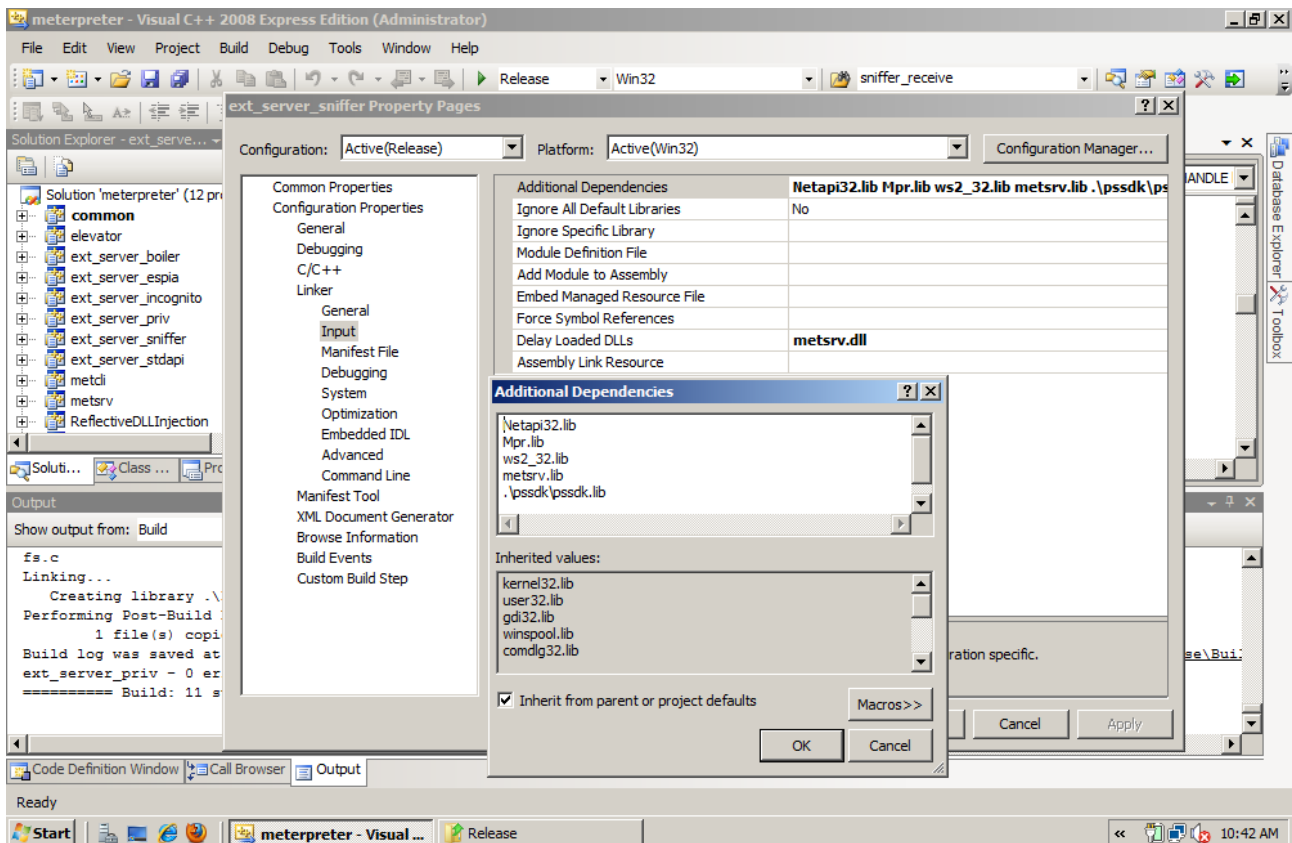 meterpreter - Visual C++ 2008 Express Edition (Administrator)
File Edit View Project Build Debug Tools Window Help
Release Win32 sniffer_receive
ext_server_sniffer Property Pages
Solution Explorer - ext_serve...
Configuration: Active(Release) Platform: Active(Win32) Configuration Manager...
Solution 'meterpreter' (12 pr
common
elevator
ext_server_boiler
ext_server_espia
ext_server_incognito
ext_server_priv
ext_server_sniffer
ext_server_stdapi
metcli
metsrv
ReflectiveDLLInjection
Soluti... Class ... Pro
Common Properties
Configuration Properties
General
Debugging
C/C++
Linker
General
Input
Manifest File
Debugging
System
Optimization
Embedded IDL
Advanced
Command Line
Manifest Tool
XML Document Generator
Browse Information
Build Events
Custom Build Step
Additional Dependencies Netapi32.lib Mpr.lib ws2_32.lib metsrv.lib .\pssdk\ps
Ignore All Default Libraries No
Ignore Specific Library
Module Definition File
Add Module to Assembly
Embed Managed Resource File
Force Symbol References
Delay Loaded DLLs metsrv.dll
Assembly Link Resource
ANDLE
Database Explorer
Toolbox
Additional Dependencies
Netapi32.lib
Mpr.lib
ws2_32.lib
metsrv.lib
.\pssdk\pssdk.lib
Inherited values:
kernel32.lib
user32.lib
gdi32.lib
winspool.lib
comdlg32.lib
Inherit from parent or project defaults
Macros>>
OK Cancel
ration specific.
Cancel Apply
Output
Show output from: Build
fs.c
Linking...
Creating library .\
Performing Post-Build
1 file(s) copi
Build log was saved at
se\Buil
ext_server_priv - 0 er
========== Build: 11 s
Code Definition Window Call Browser Output
Ready
Start meterpreter - Visual ... Release « 10:42 AM